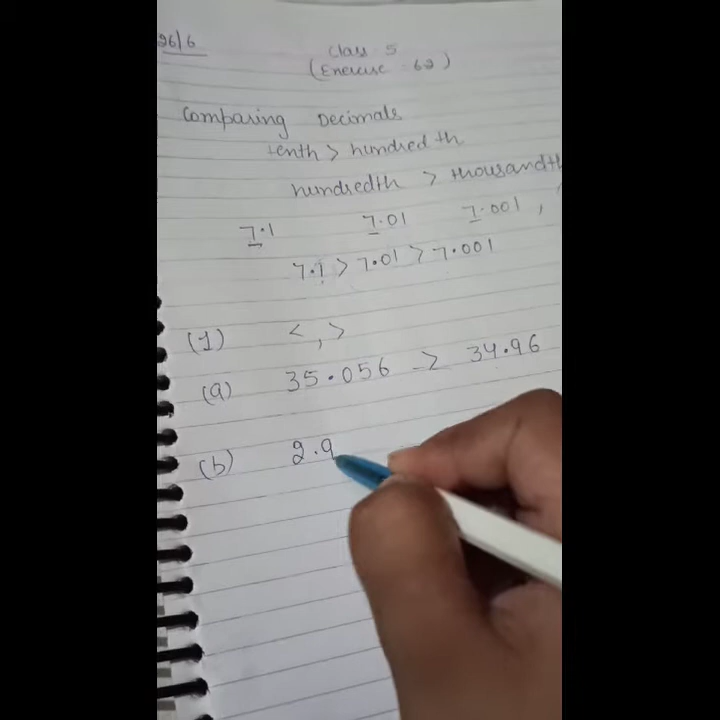 26/6
Class 5
(Exercise 62)
Comparing Decimals
tenth > hundredth
hundredth > thousandth
7.1 7.01 7.001 ,
7.1 > 7.01 > 7.001
(1) < , >
(a) 35.056 -> 34.96
(b) 2.9